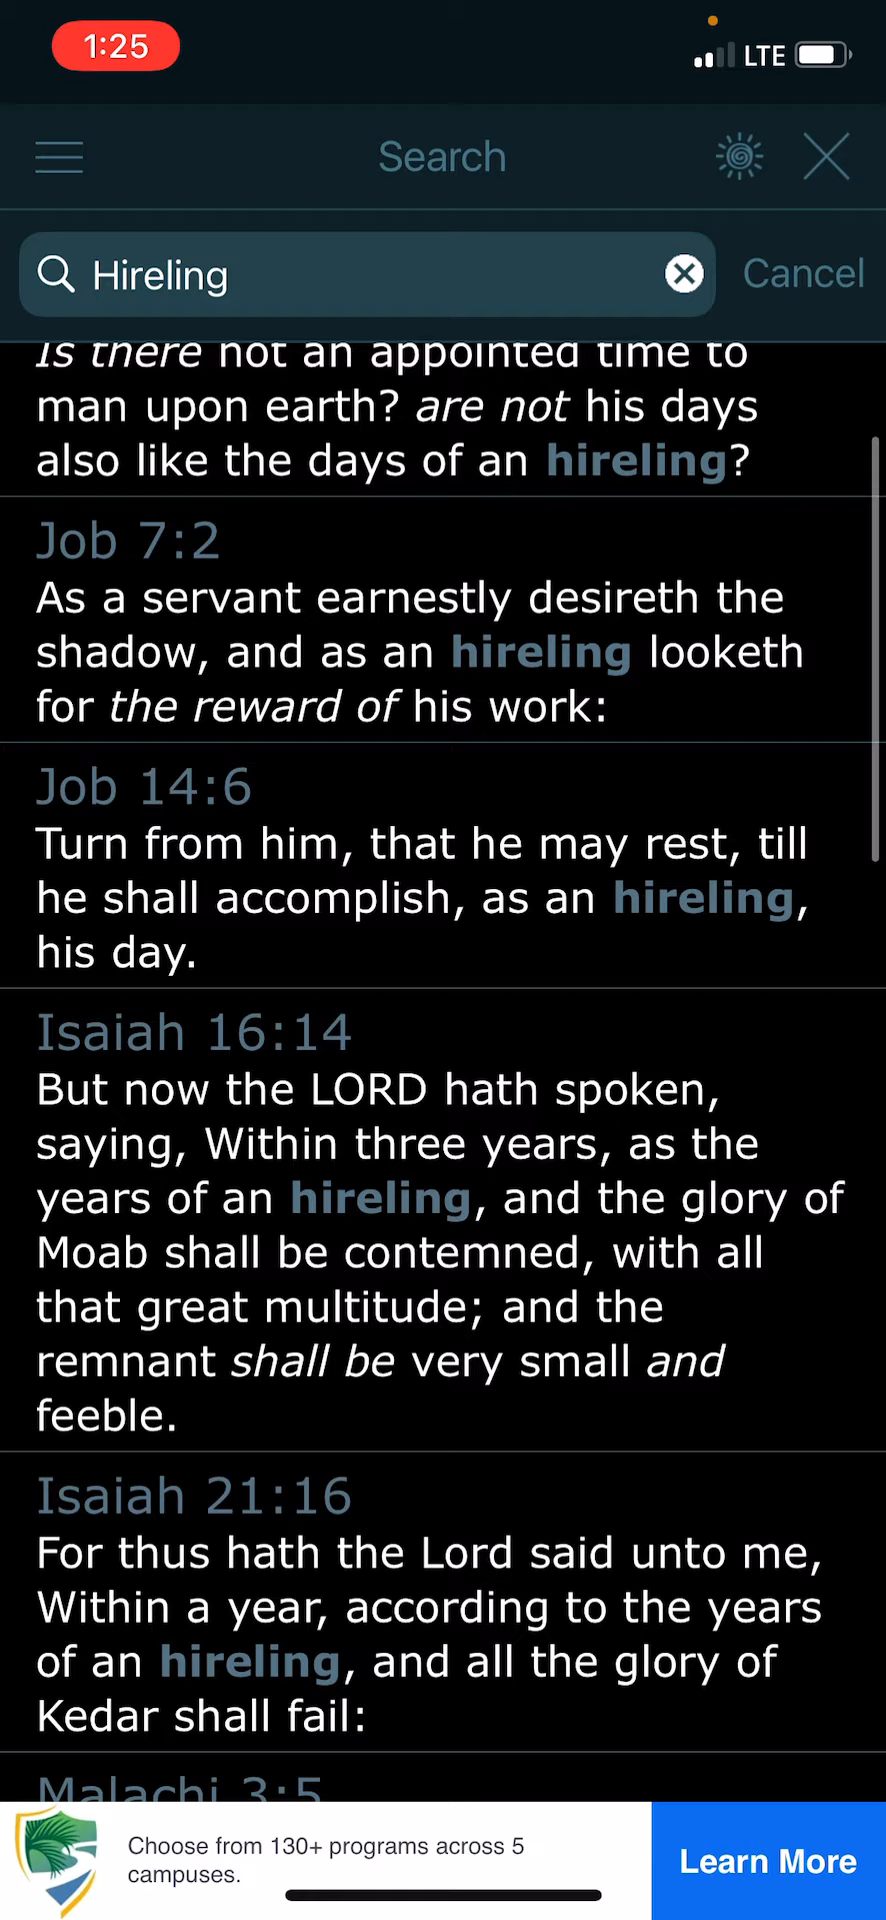 1:25
LTE
Search
Hireling
Cancel
Is there not an appointed time to
man upon earth? are not his days
also like the days of an hireling?
Job 7:2
As a servant earnestly desireth the
shadow, and as an hireling looketh
for the reward of his work:
Job 14:6
Turn from him, that he may rest, till
he shall accomplish, as an hireling,
his day.
Isaiah 16:14
But now the LORD hath spoken,
saying, Within three years, as the
years of an hireling, and the glory of
Moab shall be contemned, with all
that great multitude; and the
remnant shall be very small and
feeble.
Isaiah 21:16
For thus hath the Lord said unto me,
Within a year, according to the years
of an hireling, and all the glory of
Kedar shall fail:
Malachi 3:5
Choose from 130+ programs across 5
campuses.
Learn More